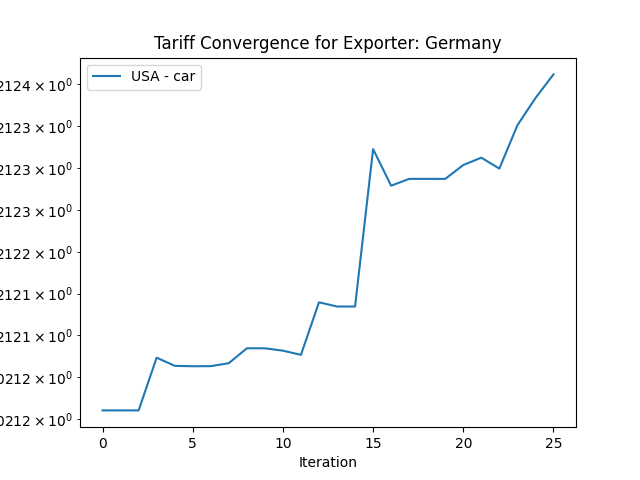 Tariff Convergence for Exporter: Germany
USA - car
2124 × 10⁰
2123 × 10⁰
2123 × 10⁰
2123 × 10⁰
2122 × 10⁰
2121 × 10⁰
2121 × 10⁰
0212 × 10⁰
0212 × 10⁰
0 5 10 15 20 25
Iteration